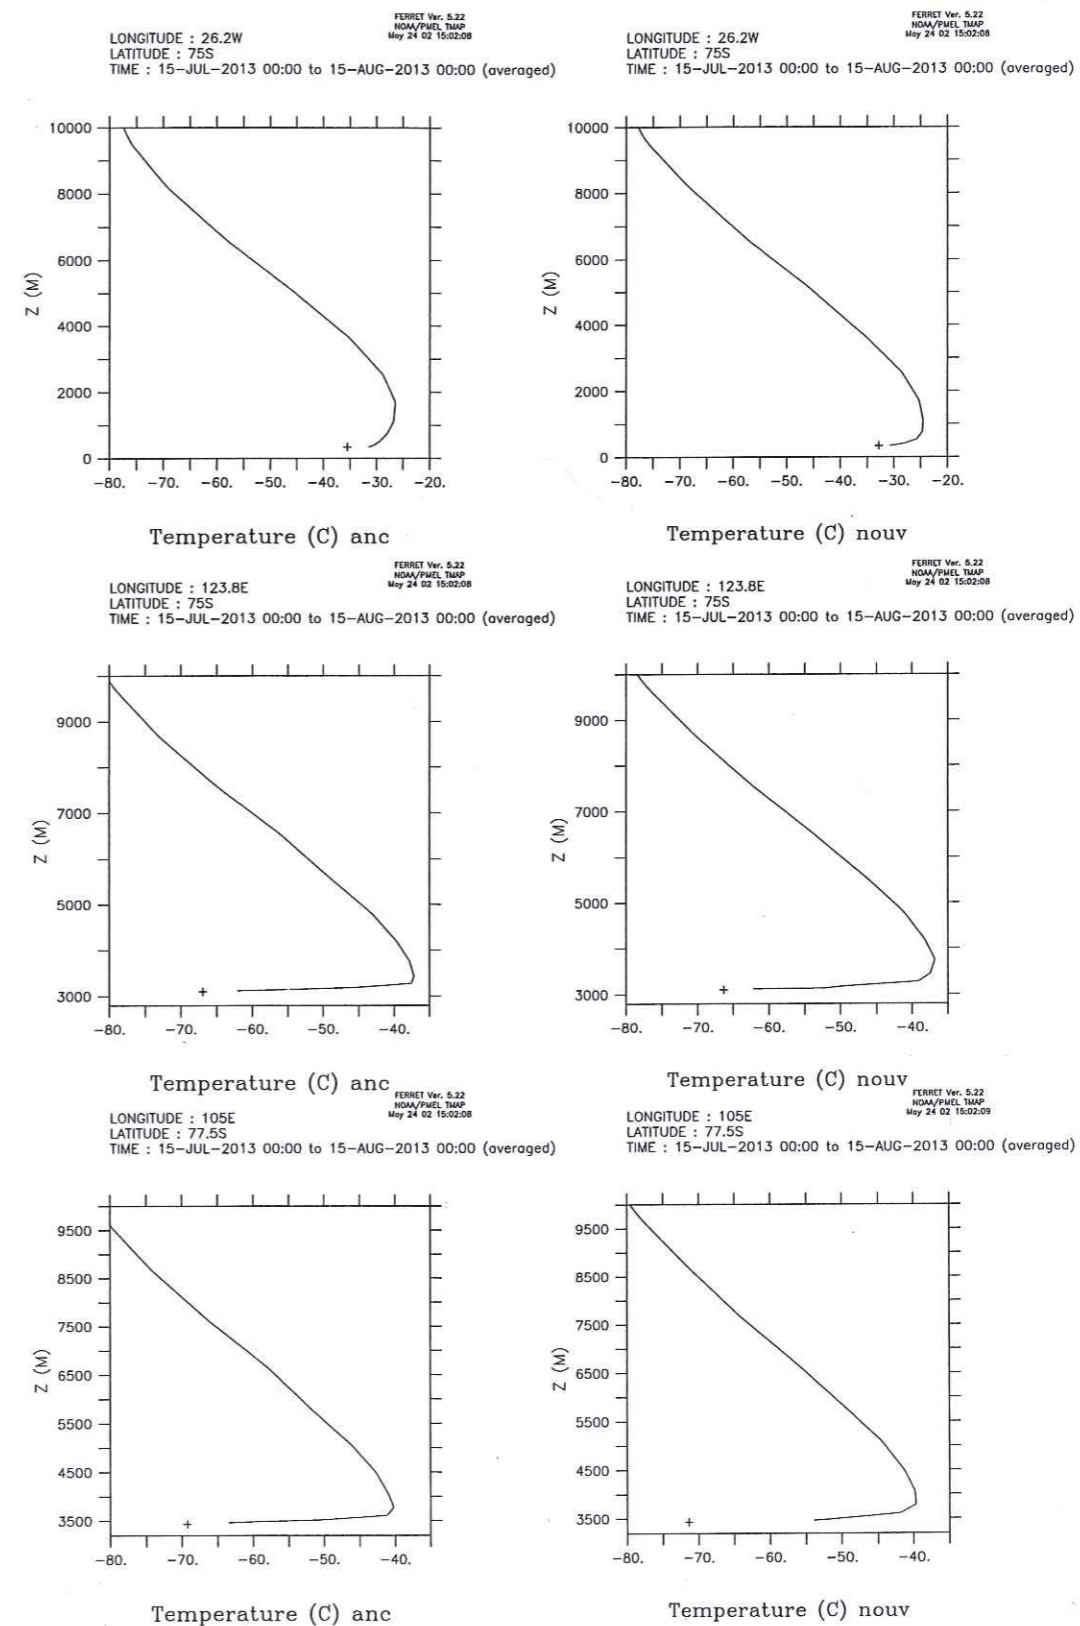 FERRET Ver. 5.22
NOAA/PMEL TMAP
May 24 02 15:02:08
LONGITUDE : 26.2W
LATITUDE : 75S
TIME : 15-JUL-2013 00:00 to 15-AUG-2013 00:00 (averaged)
10000
8000
6000
4000
2000
0
Z (M)
-80. -70. -60. -50. -40. -30. -20.
Temperature (C) anc
FERRET Ver. 5.22
NOAA/PMEL TMAP
May 24 02 15:02:08
LONGITUDE : 26.2W
LATITUDE : 75S
TIME : 15-JUL-2013 00:00 to 15-AUG-2013 00:00 (averaged)
10000
8000
6000
4000
2000
0
Z (M)
-80. -70. -60. -50. -40. -30. -20.
Temperature (C) nouv
FERRET Ver. 5.22
NOAA/PMEL TMAP
May 24 02 15:02:08
LONGITUDE : 123.8E
LATITUDE : 75S
TIME : 15-JUL-2013 00:00 to 15-AUG-2013 00:00 (averaged)
9000
7000
5000
3000
Z (M)
-80. -70. -60. -50. -40.
Temperature (C) anc
FERRET Ver. 5.22
NOAA/PMEL TMAP
May 24 02 15:02:08
LONGITUDE : 123.8E
LATITUDE : 75S
TIME : 15-JUL-2013 00:00 to 15-AUG-2013 00:00 (averaged)
9000
7000
5000
3000
Z (M)
-80. -70. -60. -50. -40.
Temperature (C) nouv
FERRET Ver. 5.22
NOAA/PMEL TMAP
May 24 02 15:02:08
LONGITUDE : 105E
LATITUDE : 77.5S
TIME : 15-JUL-2013 00:00 to 15-AUG-2013 00:00 (averaged)
9500
8500
7500
6500
5500
4500
3500
Z (M)
-80. -70. -60. -50. -40.
Temperature (C) anc
FERRET Ver. 5.22
NOAA/PMEL TMAP
May 24 02 15:02:09
LONGITUDE : 105E
LATITUDE : 77.5S
TIME : 15-JUL-2013 00:00 to 15-AUG-2013 00:00 (averaged)
9500
8500
7500
6500
5500
4500
3500
Z (M)
-80. -70. -60. -50. -40.
Temperature (C) nouv